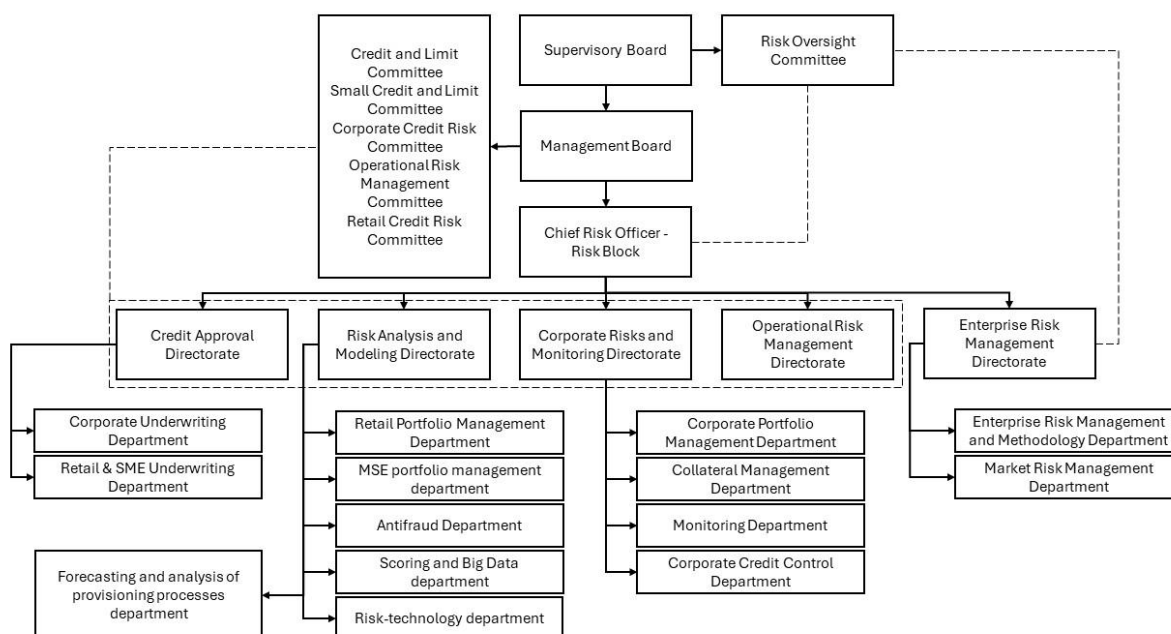 Credit and Limit
Committee
Small Credit and Limit
Committee
Corporate Credit Risk
Committee
Operational Risk
Management
Committee
Retail Credit Risk
Committee
Supervisory Board
Risk Oversight
Committee
Management Board
Chief Risk Officer -
Risk Block
Credit Approval
Directorate
Risk Analysis and
Modeling Directorate
Corporate Risks and
Monitoring Directorate
Operational Risk
Management
Directorate
Enterprise Risk
Management
Directorate
Corporate Underwriting
Department
Retail & SME Underwriting
Department
Retail Portfolio Management
Department
MSE portfolio management
department
Antifraud Department
Scoring and Big Data
department
Risk-technology department
Forecasting and analysis of
provisioning processes
department
Corporate Portfolio
Management Department
Collateral Management
Department
Monitoring Department
Corporate Credit Control
Department
Enterprise Risk Management
and Methodology Department
Market Risk Management
Department